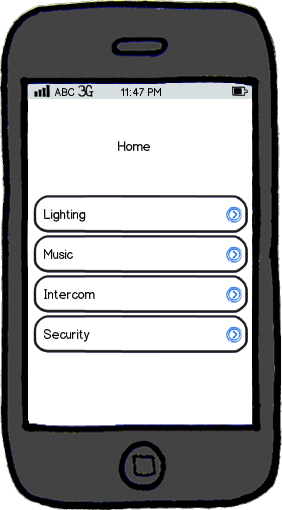 ABC 3G 11:47 PM
Home
Lighting
Music
Intercom
Security